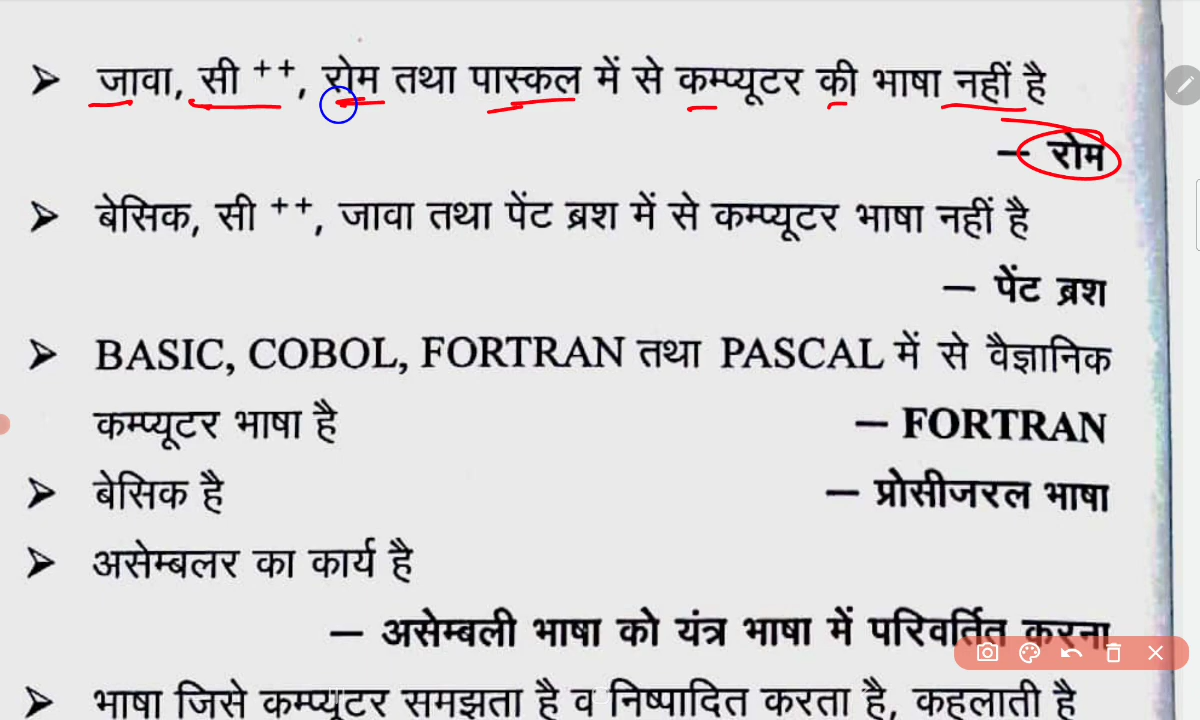 ➤ जावा, सी ++, रोम तथा पास्कल में से कम्प्यूटर की भाषा नहीं है
— रोम
➤ बेसिक, सी ++, जावा तथा पेंट ब्रश में से कम्प्यूटर भाषा नहीं है
— पेंट ब्रश
➤ BASIC, COBOL, FORTRAN तथा PASCAL में से वैज्ञानिक
कम्प्यूटर भाषा है — FORTRAN
➤ बेसिक है — प्रोसीजरल भाषा
➤ असेम्बलर का कार्य है
— असेम्बली भाषा को यंत्र भाषा में परिवर्तित करना
➤ भाषा जिसे कम्प्यूटर समझता है व निष्पादित करता है, कहलाती है